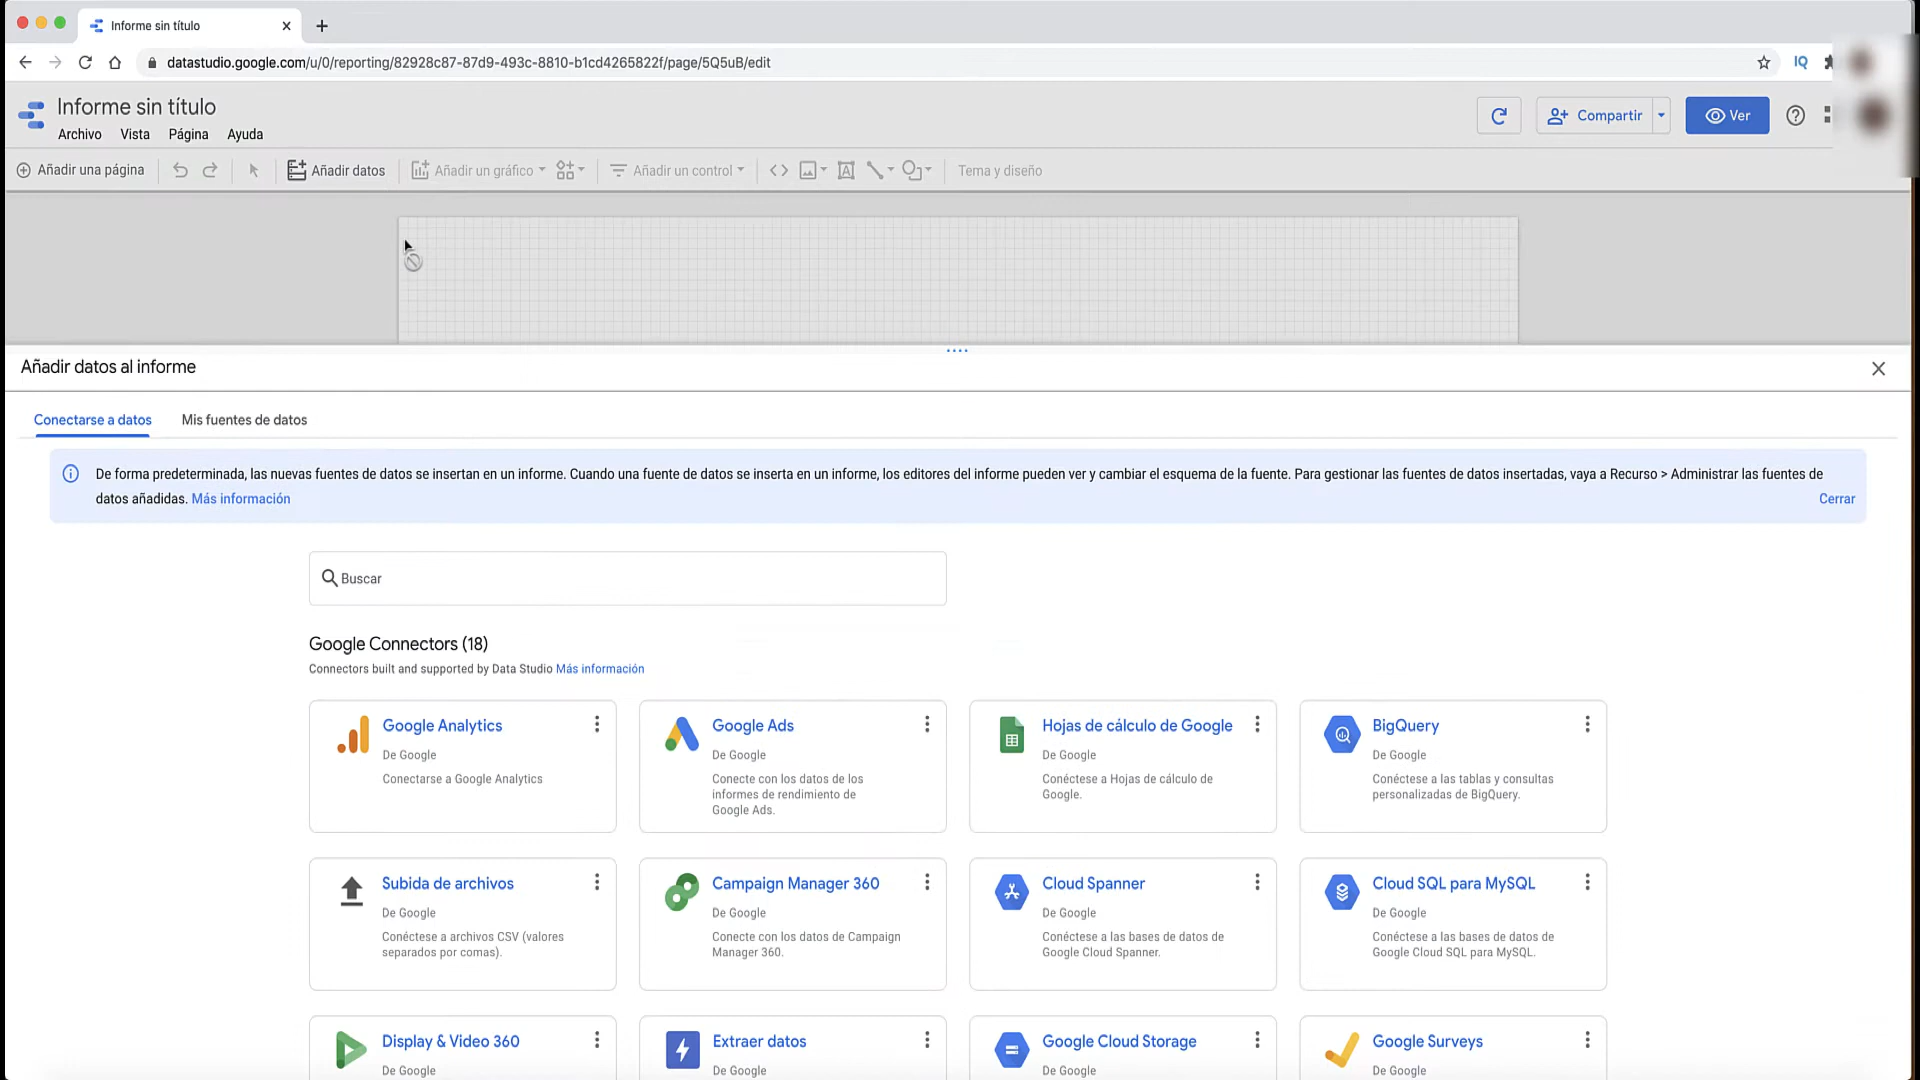 Informe sin título
datastudio.google.com/u/0/reporting/82928c87-87d9-493c-8810-b1cd4265822f/page/5Q5uB/edit
IQ
Informe sin título
Archivo Vista Página Ayuda
Compartir
Ver
Añadir una página
Añadir datos
Añadir un gráfico
Añadir un control
Tema y diseño
Añadir datos al informe
Conectarse a datos
Mis fuentes de datos
De forma predeterminada, las nuevas fuentes de datos se insertan en un informe. Cuando una fuente de datos se inserta en un informe, los editores del informe pueden ver y cambiar el esquema de la fuente. Para gestionar las fuentes de datos insertadas, vaya a Recurso > Administrar las fuentes de
datos añadidas. Más información
Cerrar
Buscar
Google Connectors (18)
Connectors built and supported by Data Studio Más información
Google Analytics
De Google
Conectarse a Google Analytics
Google Ads
De Google
Conecte con los datos de los
informes de rendimiento de
Google Ads.
Hojas de cálculo de Google
De Google
Conéctese a Hojas de cálculo de
Google.
BigQuery
De Google
Conéctese a las tablas y consultas
personalizadas de BigQuery.
Subida de archivos
De Google
Conéctese a archivos CSV (valores
separados por comas).
Campaign Manager 360
De Google
Conecte con los datos de Campaign
Manager 360.
Cloud Spanner
De Google
Conéctese a las bases de datos de
Google Cloud Spanner.
Cloud SQL para MySQL
De Google
Conéctese a las bases de datos de
Google Cloud SQL para MySQL.
Display & Video 360
De Google
Extraer datos
De Google
Google Cloud Storage
De Google
Google Surveys
De Google